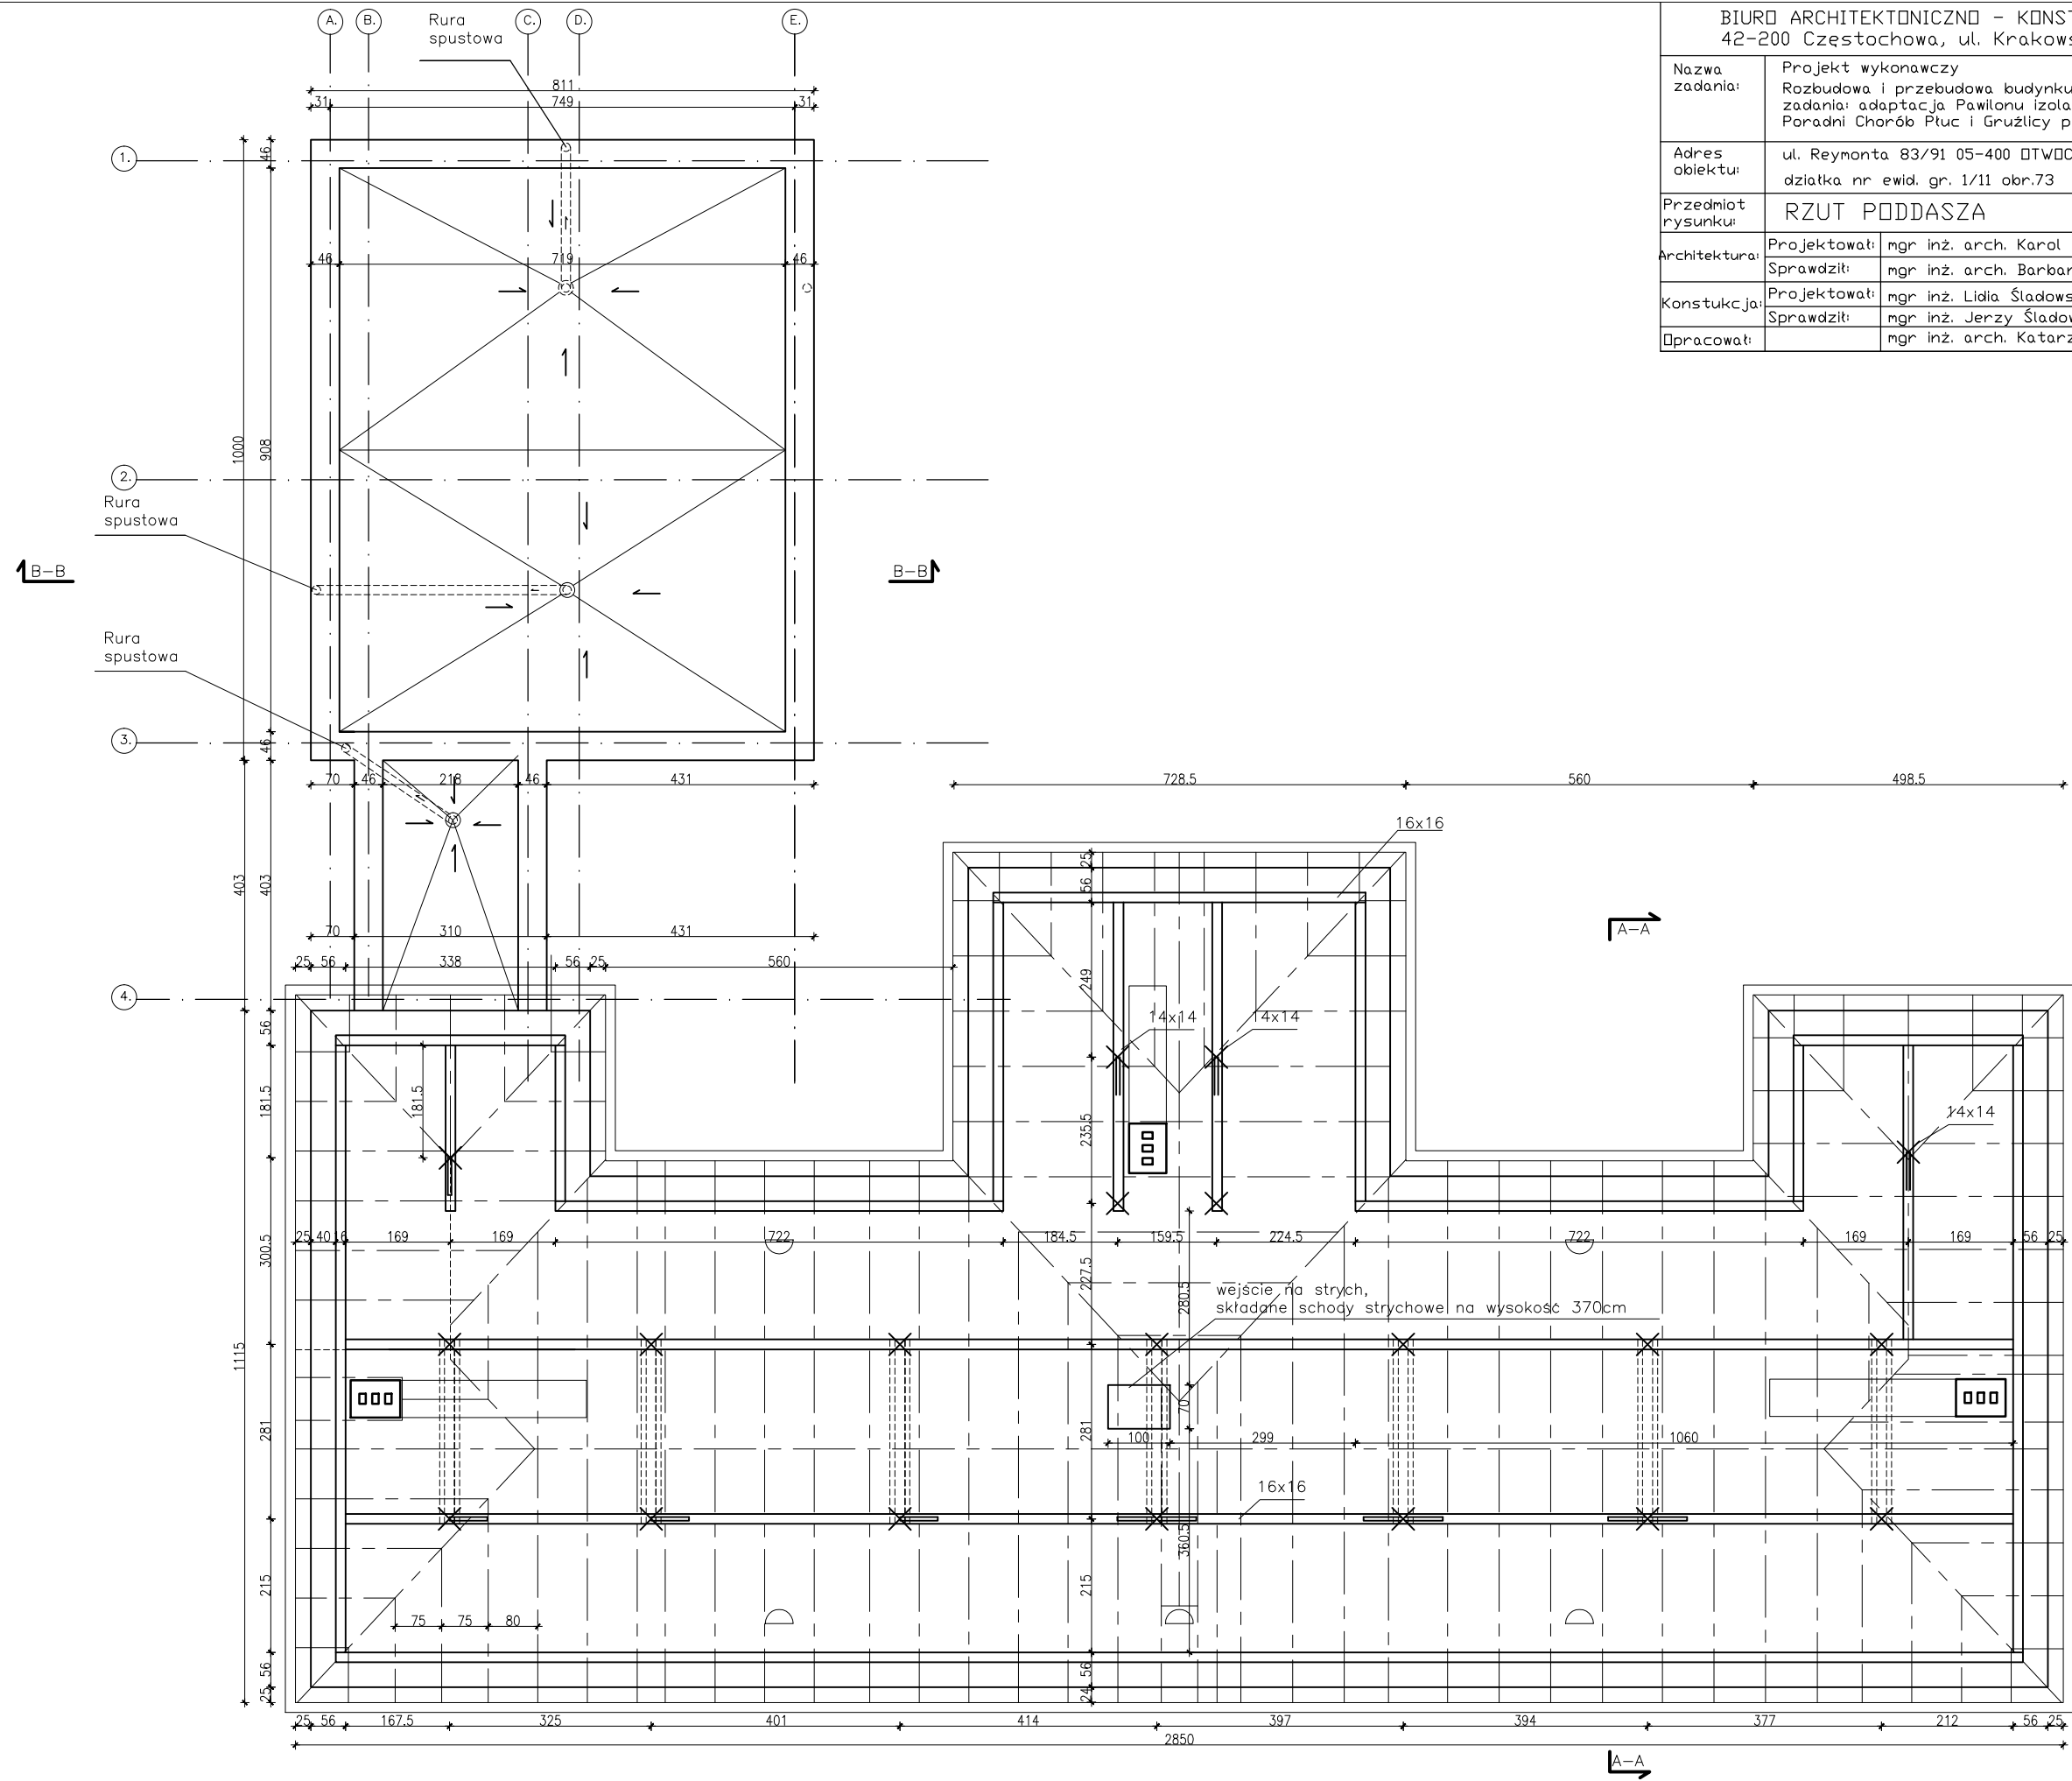 A.
B.
Rura
spustowa
C.
D.
E.
811
31
749
31
BIURO ARCHITEKTONICZNO - KONST
42-200 Częstochowa, ul.
Nazwa
zadania:
Projekt wykonawczy
Rozbudowa i przebudowa budynku
zadania: adaptacja Pawilonu
Poradni Chorób Płuc i Gruźlicy p
Adres
obiektu:
ul. Reymonta 83/91 05-400
działka nr ewid. gr. 1/11 obr.73
Przedmiot
rysunku:
RZUT PODDASZA
Architektura:
Projektował:
mgr inż. arch. Karol
Sprawdził:
mgr inż. arch.
Konstukcja:
Projektował:
mgr inż. Lidia
Sprawdził:
mgr inż. Jerzy
Opracował:
mgr inż. arch.
1.
46
46
719
46
1000
908
2.
Rura
spustowa
B-B
B-B
Rura
spustowa
3.
46
70
46
218
46
431
728.5
560
498.5
16x16
403
403
25
56
A-A
70
310
431
25
56
338
56
25
560
249
4.
14x14
14x14
56
181.5
181.5
235.5
14x14
300.5
25
40
16
169
169
722
184.5
159.5
224.5
722
169
169
56
25
227.5
280.5
wejście na strych,
składane schody strychowe na wysokość 370cm
1115
281
281
70
100
299
1060
16x16
360.5
215
215
75
75
80
56
25
56
24
25
56
167.5
325
401
414
397
394
377
212
56
25
2850
A-A